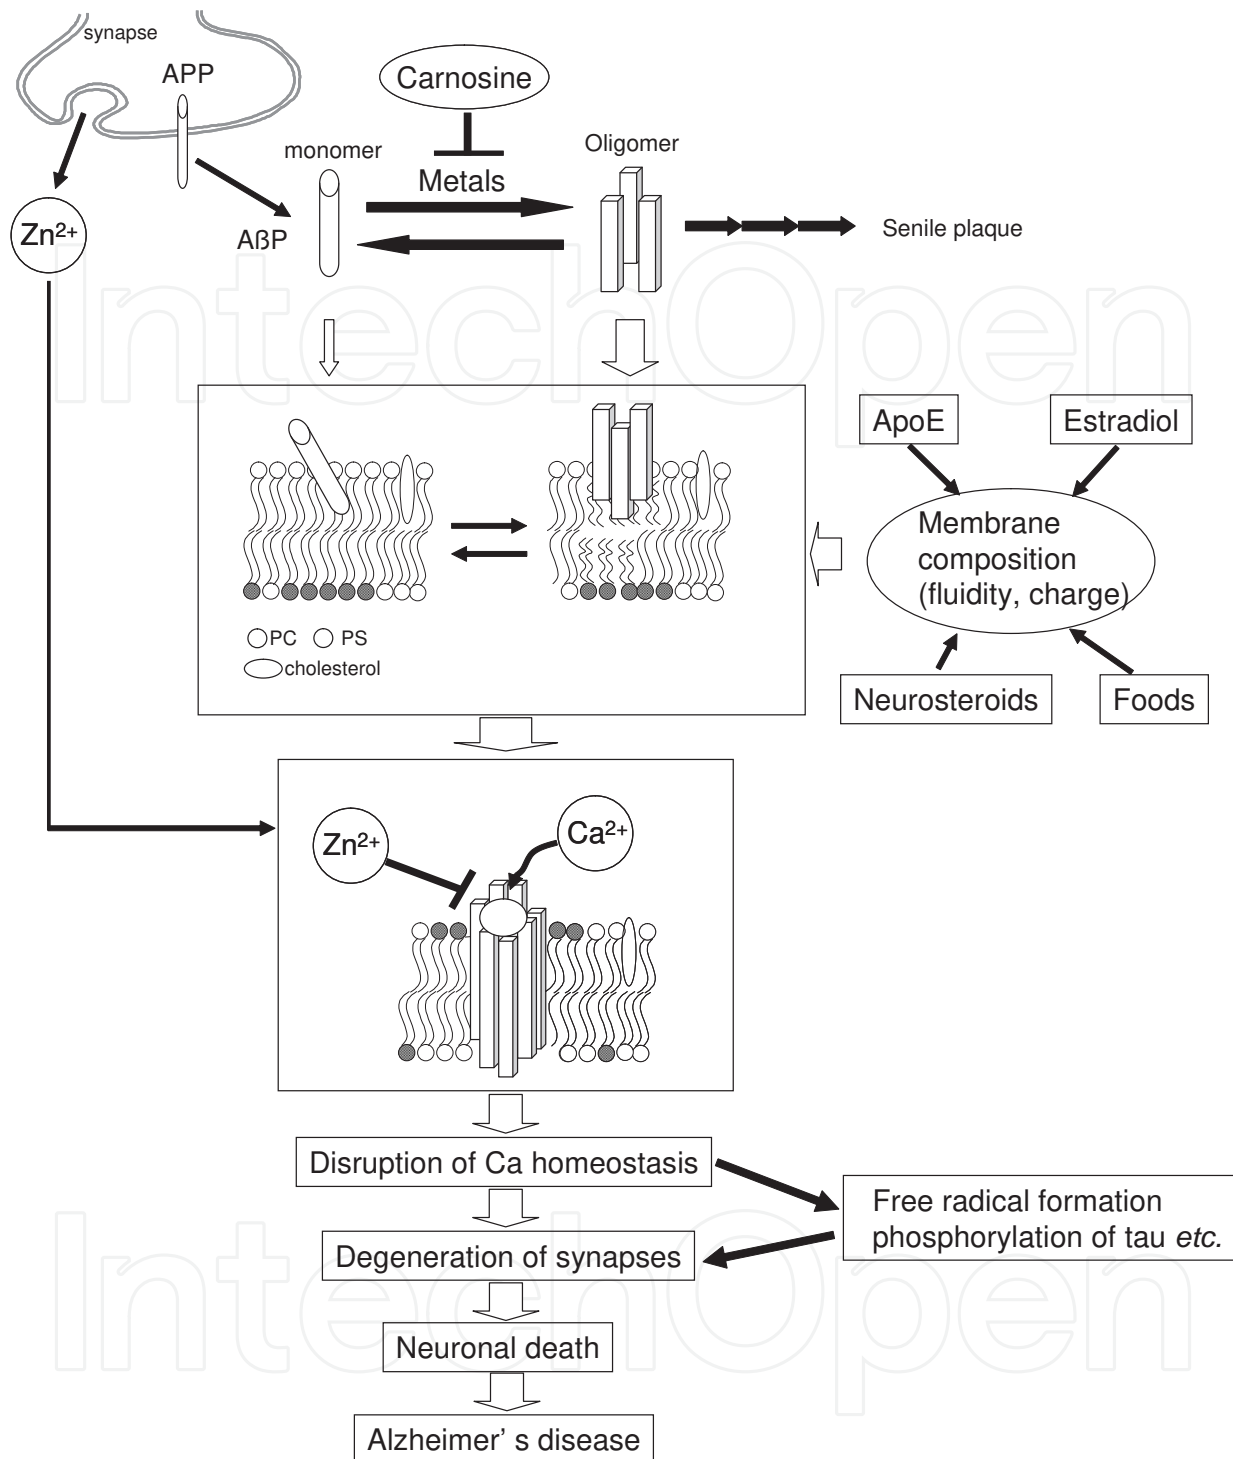 synapse
APP
Carnosine
monomer
Oligomer
Metals
Zn²⁺
AßP
Senile plaque
ApoE
Estradiol
Membrane
composition
(fluidity, charge)
PC PS
cholesterol
Neurosteroids
Foods
Zn²⁺
Ca²⁺
Disruption of Ca homeostasis
Free radical formation
phosphorylation of tau etc.
Degeneration of synapses
Neuronal death
Alzheimer' s disease
IntechOpen
IntechOpen